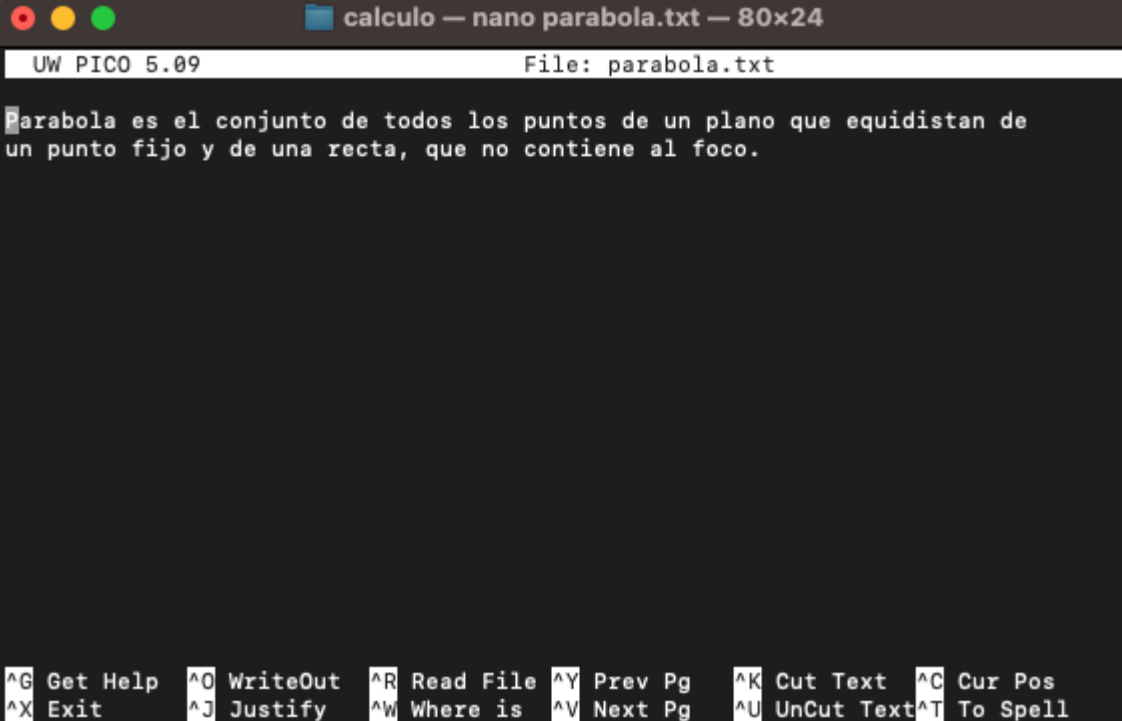 calculo — nano parabola.txt — 80×24
UW PICO 5.09 File: parabola.txt
Parabola es el conjunto de todos los puntos de un plano que equidistan de
un punto fijo y de una recta, que no contiene al foco.
^G Get Help ^O WriteOut ^R Read File ^Y Prev Pg ^K Cut Text ^C Cur Pos
^X Exit ^J Justify ^W Where is ^V Next Pg ^U UnCut Text ^T To Spell